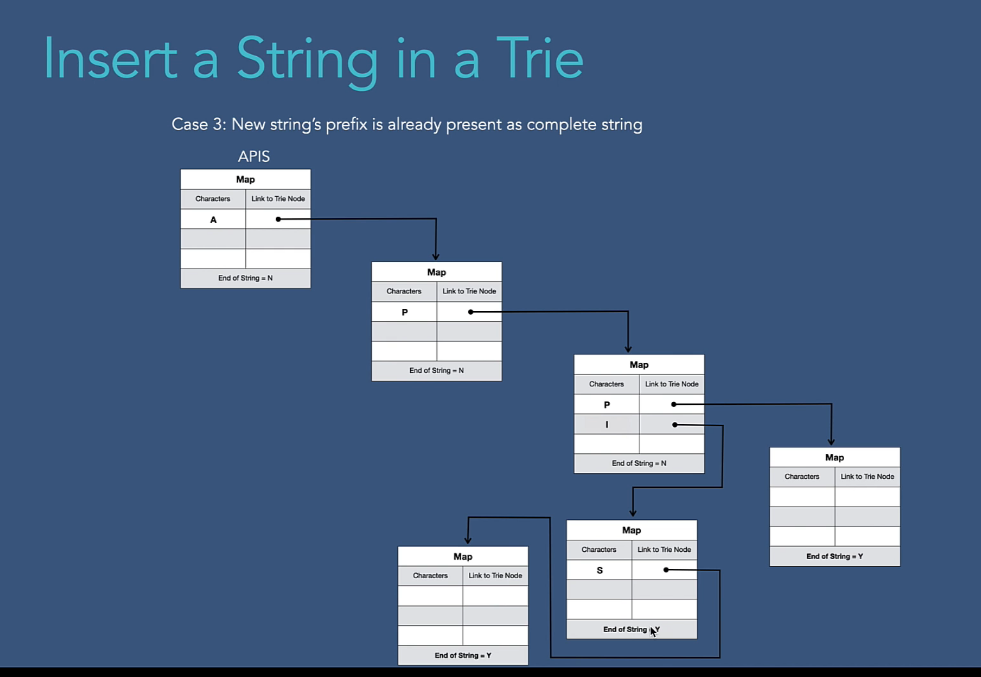 Insert a String in a Trie
Case 3: New string's prefix is already present as complete string
APIS
Map
Characters Link to Trie Node
A
End of String = N
Map
Characters Link to Trie Node
P
End of String = N
Map
Characters Link to Trie Node
P
I
End of String = N
Map
Characters Link to Trie Node
End of String = Y
Map
Characters Link to Trie Node
S
End of String = Y
Map
Characters Link to Trie Node
End of String = Y